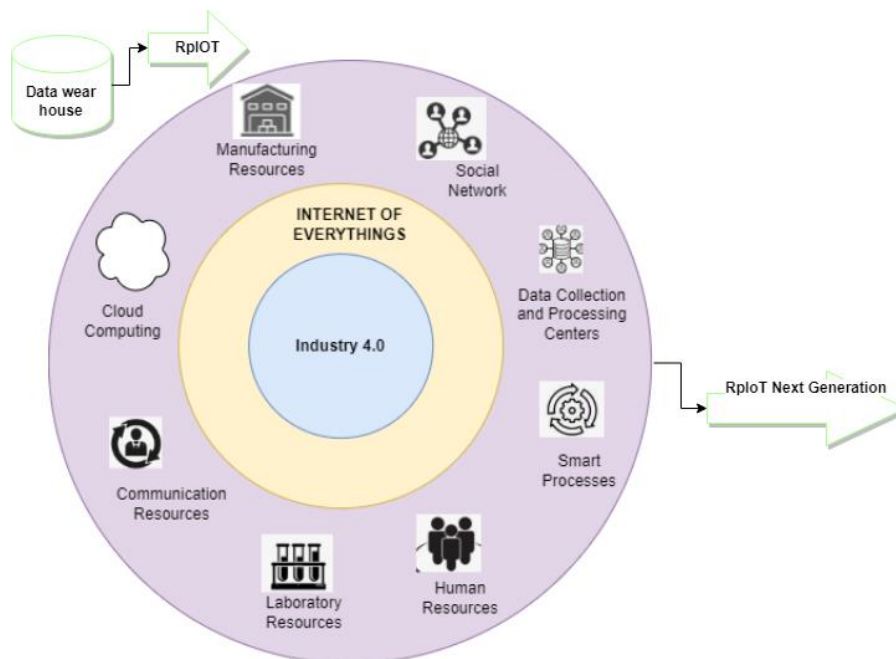 Data wear
house
RpIOT
Manufacturing
Resources
Social
Network
INTERNET OF
EVERYTHINGS
Cloud
Computing
Data Collection
and Processing
Centers
Industry 4.0
RpIoT Next Generation
Smart
Processes
Communication
Resources
Laboratory
Resources
Human
Resources